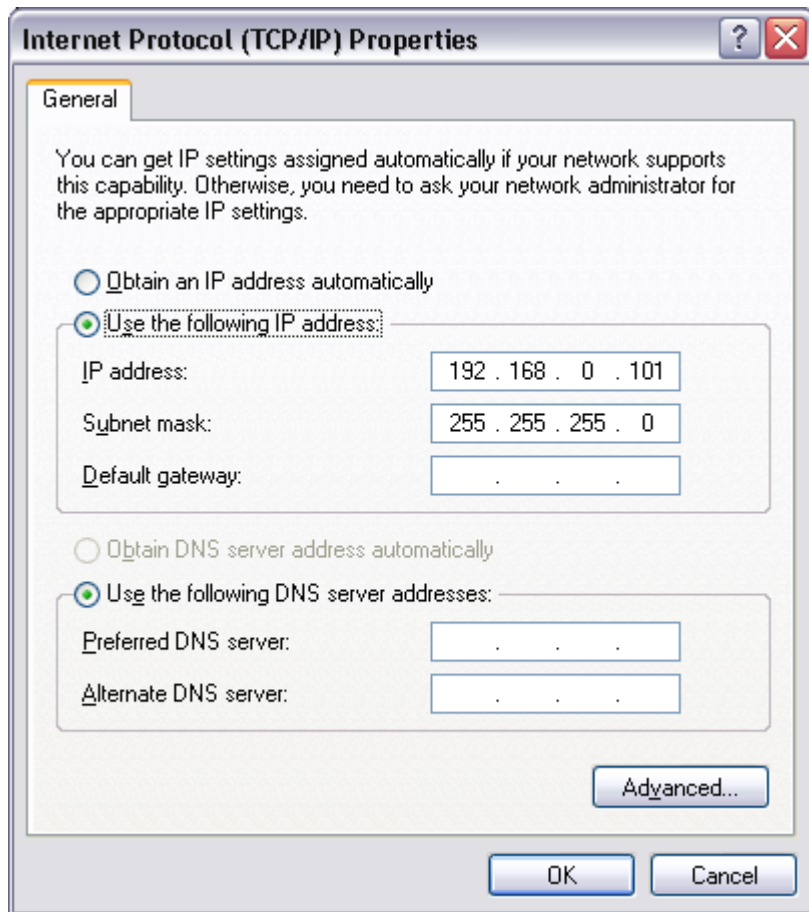 Internet Protocol (TCP/IP) Properties
General
You can get IP settings assigned automatically if your network supports
this capability. Otherwise, you need to ask your network administrator for
the appropriate IP settings.
Obtain an IP address automatically
Use the following IP address:
IP address: 192 . 168 . 0 . 101
Subnet mask: 255 . 255 . 255 . 0
Default gateway: . . .
Obtain DNS server address automatically
Use the following DNS server addresses:
Preferred DNS server: . . .
Alternate DNS server: . . .
Advanced...
OK Cancel